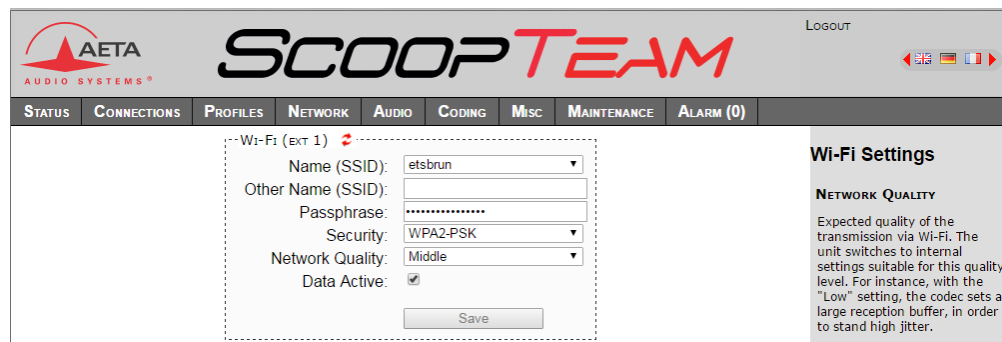 LOGOUT
AETA
AUDIO SYSTEMS ®
SCOOPTEAM
STATUS CONNECTIONS PROFILES NETWORK AUDIO CODING MISC MAINTENANCE ALARM (0)
WI-FI (EXT 1)
Name (SSID): etsbrun
Other Name (SSID):
Passphrase: ••••••••••••••••
Security: WPA2-PSK
Network Quality: Middle
Data Active:
Save
Wi-Fi Settings
NETWORK QUALITY
Expected quality of the
transmission via Wi-Fi. The
unit switches to internal
settings suitable for this quality
level. For instance, with the
"Low" setting, the codec sets a
large reception buffer, in order
to stand high jitter.